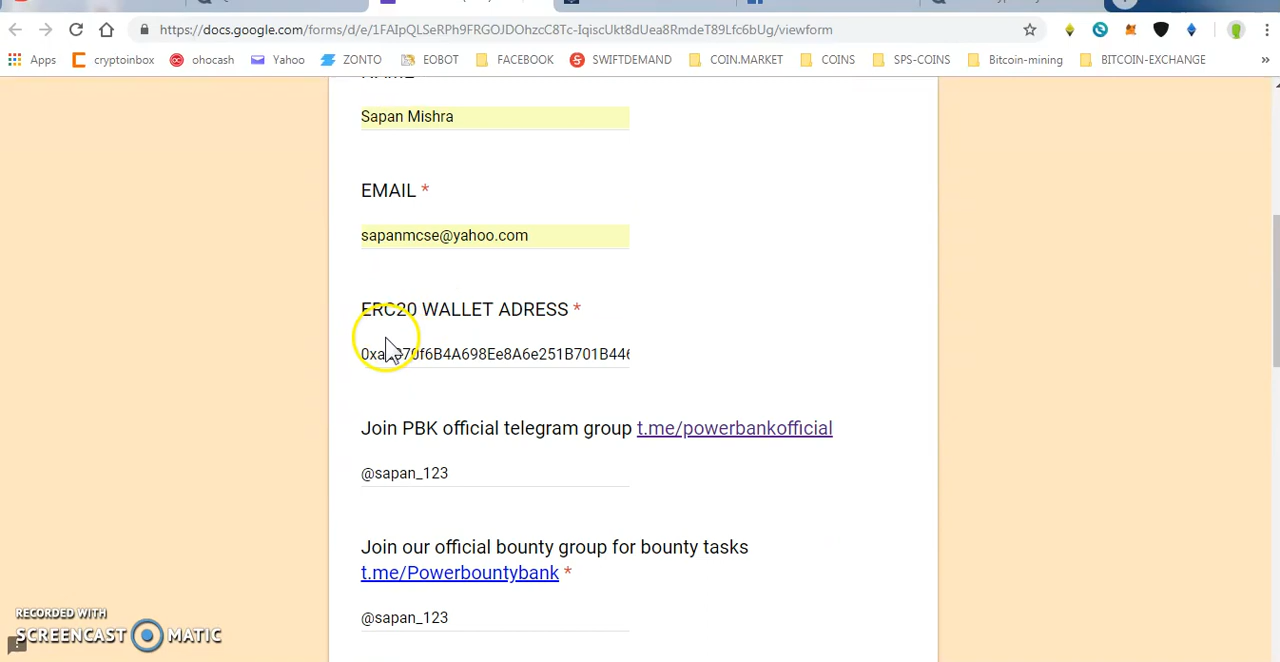 https://docs.google.com/forms/d/e/1FAIpQLSeRPh9FRGOJDOhzcC8Tc-IqiscUkt8dUea8RmdeT89Lfc6bUg/viewform
Apps cryptoinbox ohocash Yahoo ZONTO EOBOT FACEBOOK SWIFTDEMAND COIN.MARKET COINS SPS-COINS Bitcoin-mining BITCOIN-EXCHANGE »
NAME
Sapan Mishra
EMAIL *
sapanmcse@yahoo.com
ERC20 WALLET ADRESS *
Join PBK official telegram group t.me/powerbankofficial
@sapan_123
Join our official bounty group for bounty tasks
t.me/Powerbountybank *
@sapan_123
RECORDED WITH
SCREENCAST MATIC